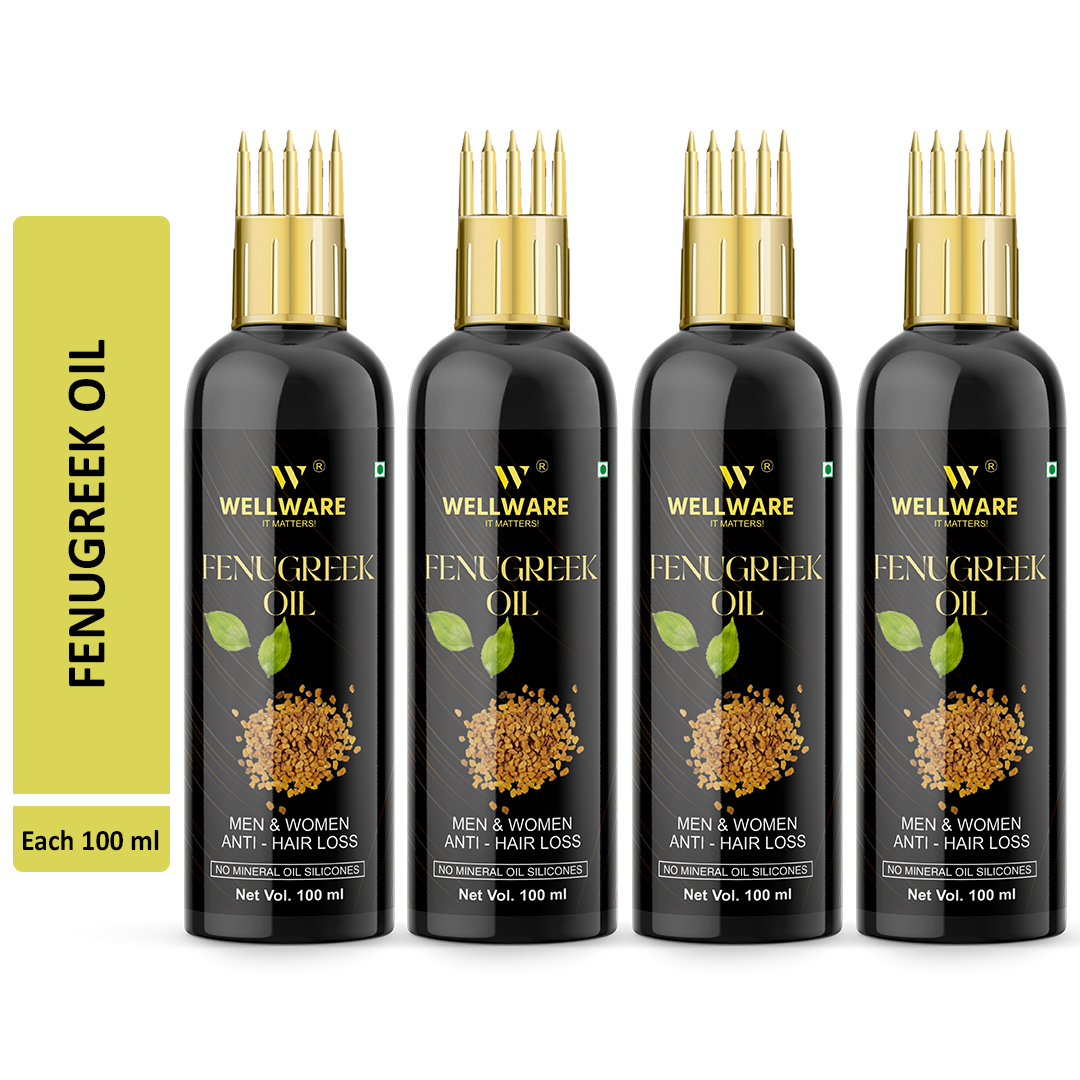 FENUGREEK OIL
Each 100 ml
W ®
WELLWARE
IT MATTERS!
FENUGREEK
OIL
MEN & WOMEN
ANTI - HAIR LOSS
NO MINERAL OIL SILICONES
Net Vol. 100 ml
W ®
WELLWARE
IT MATTERS!
FENUGREEK
OIL
MEN & WOMEN
ANTI - HAIR LOSS
NO MINERAL OIL SILICONES
Net Vol. 100 ml
W ®
WELLWARE
IT MATTERS!
FENUGREEK
OIL
MEN & WOMEN
ANTI - HAIR LOSS
NO MINERAL OIL SILICONES
Net Vol. 100 ml
W ®
WELLWARE
IT MATTERS!
FENUGREEK
OIL
MEN & WOMEN
ANTI - HAIR LOSS
NO MINERAL OIL SILICONES
Net Vol. 100 ml